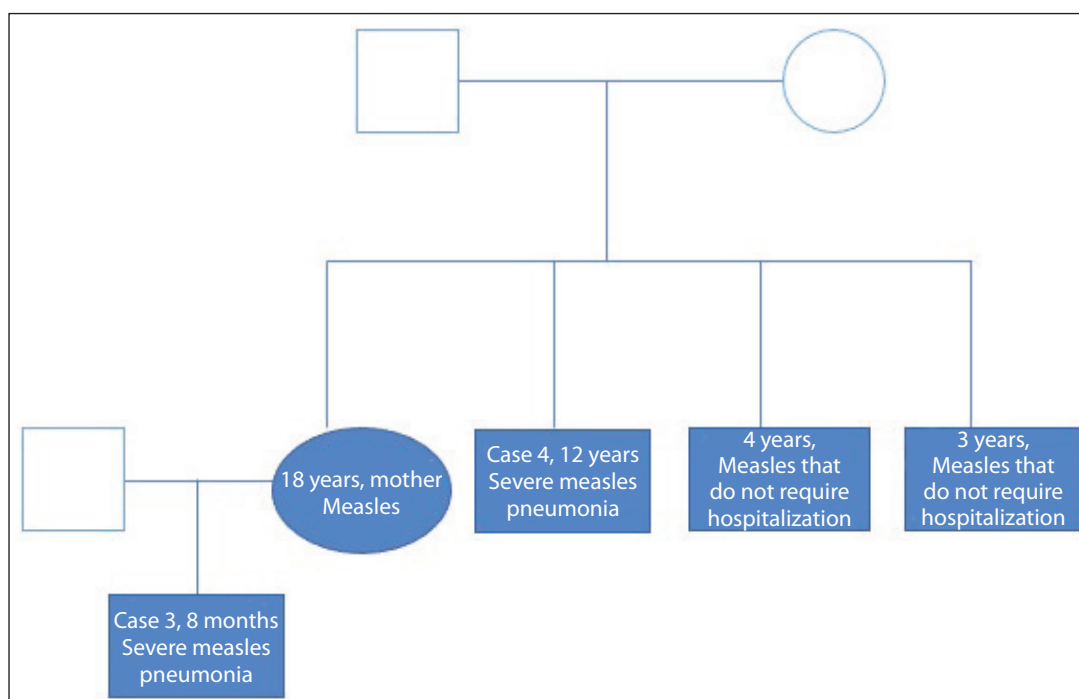 18 years, mother
Measles
Case 4, 12 years
Severe measles
pneumonia
4 years,
Measles that
do not require
hospitalization
3 years,
Measles that
do not require
hospitalization
Case 3, 8 months
Severe measles
pneumonia